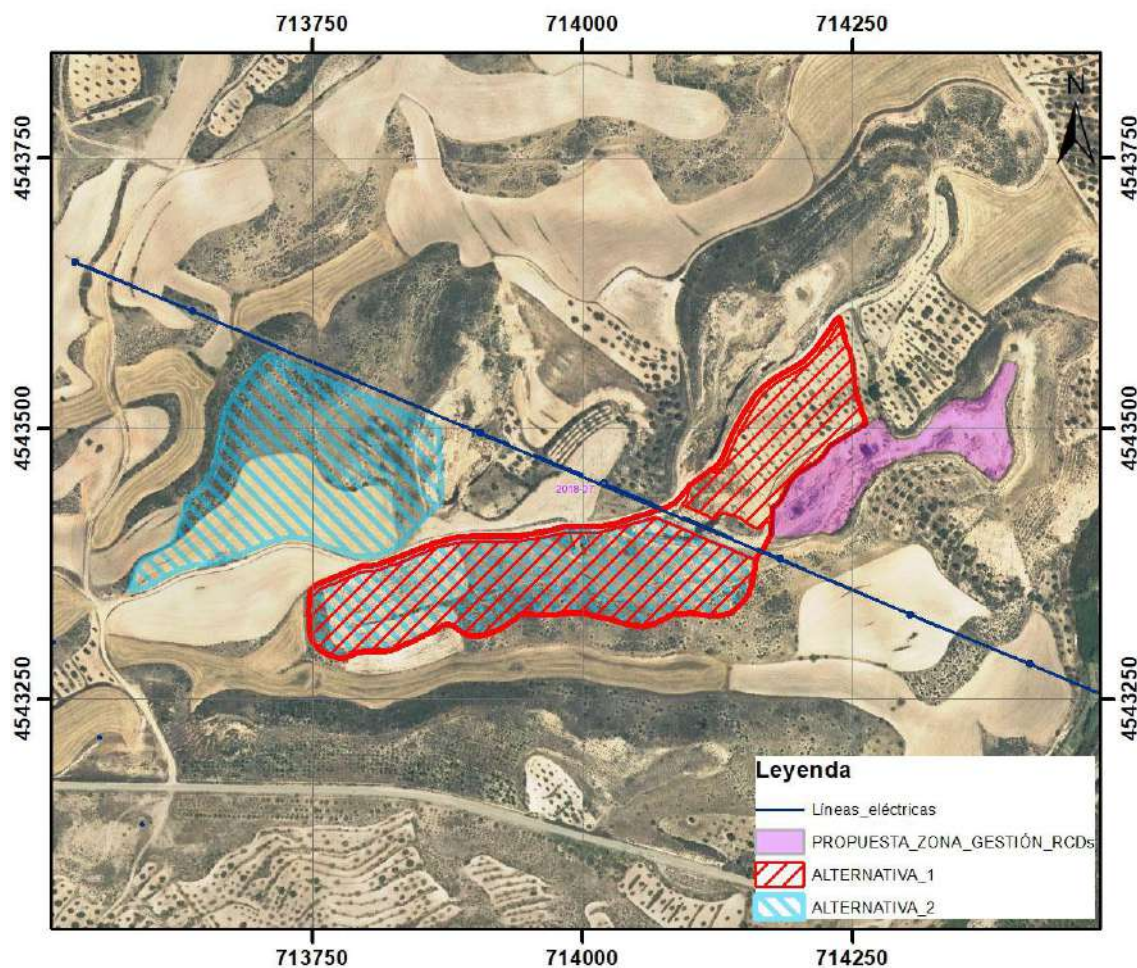 713750 714000 714250
N
4543750 4543750
4543500 4543500
2018-07
4543250 4543250
Leyenda
Líneas_eléctricas
PROPUESTA_ZONA_GESTIÓN_RCDs
ALTERNATIVA_1
ALTERNATIVA_2
713750 714000 714250